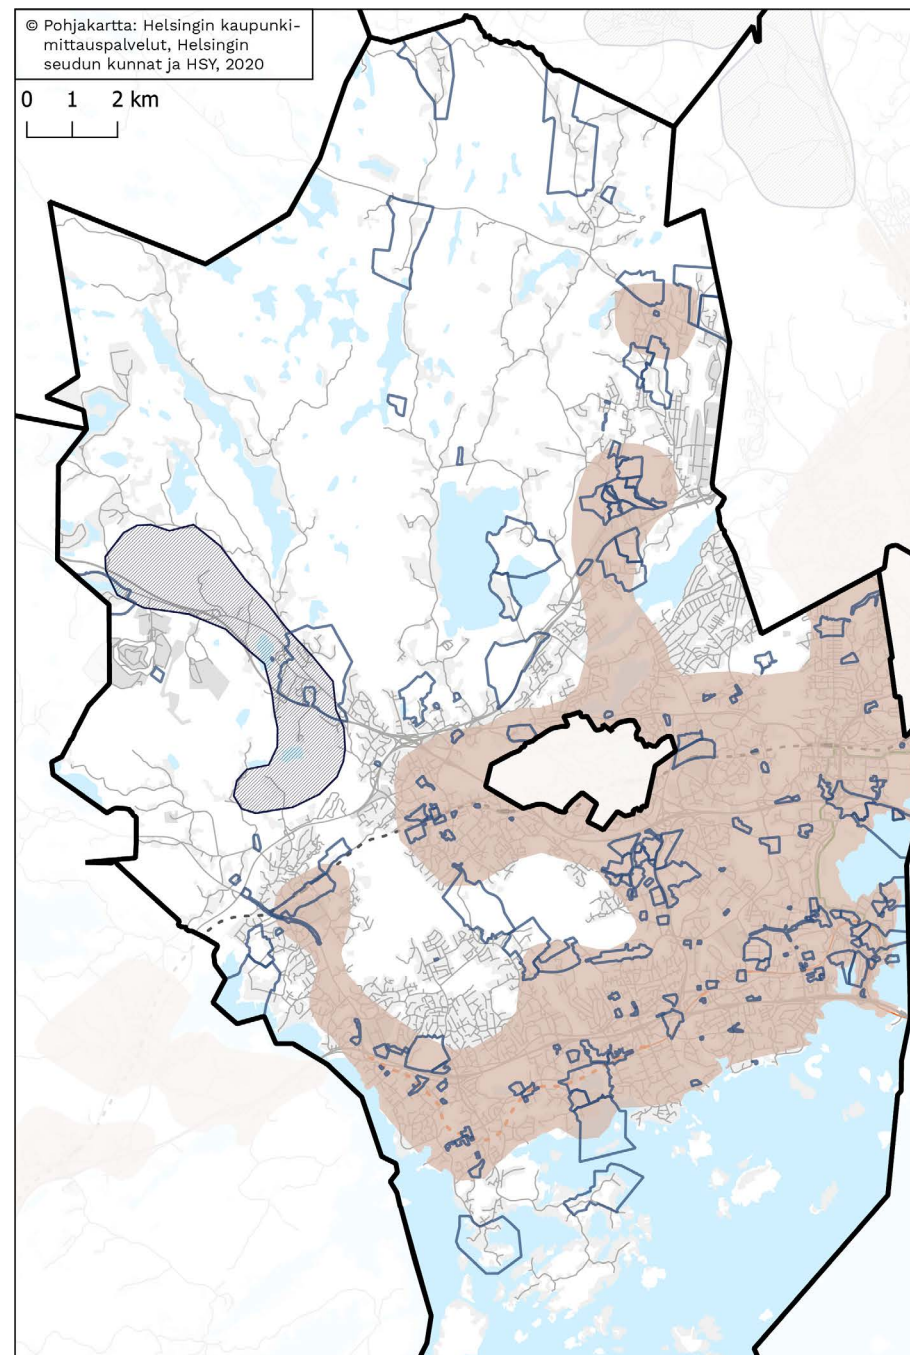 © Pohjakartta: Helsingin kaupunki-
mittauspalvelut, Helsingin
seudun kunnat ja HSY, 2020
0 1 2 km